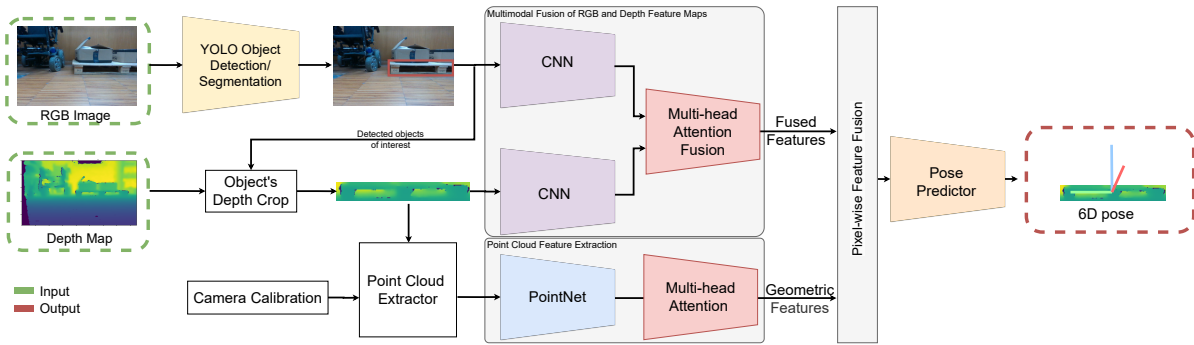 Multimodal Fusion of RGB and Depth Feature Maps
YOLO Object
Detection/
Segmentation
RGB Image
CNN
Multi-head
Attention
Fusion
Fused
Features
Detected objects
of interest
Object's
Depth Crop
CNN
Depth Map
Pixel-wise Feature Fusion
Pose
Predictor
6D pose
Point Cloud Feature Extraction
Input
Output
Camera Calibration
Point Cloud
Extractor
PointNet
Multi-head
Attention
Geometric
Features